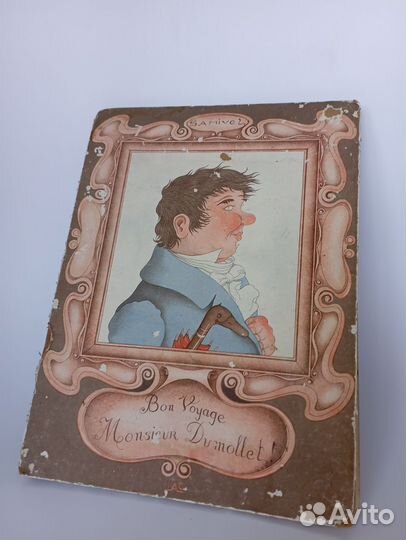 SAMIVEL
Bon Voyage
Monsieur Dumollet!
Avito